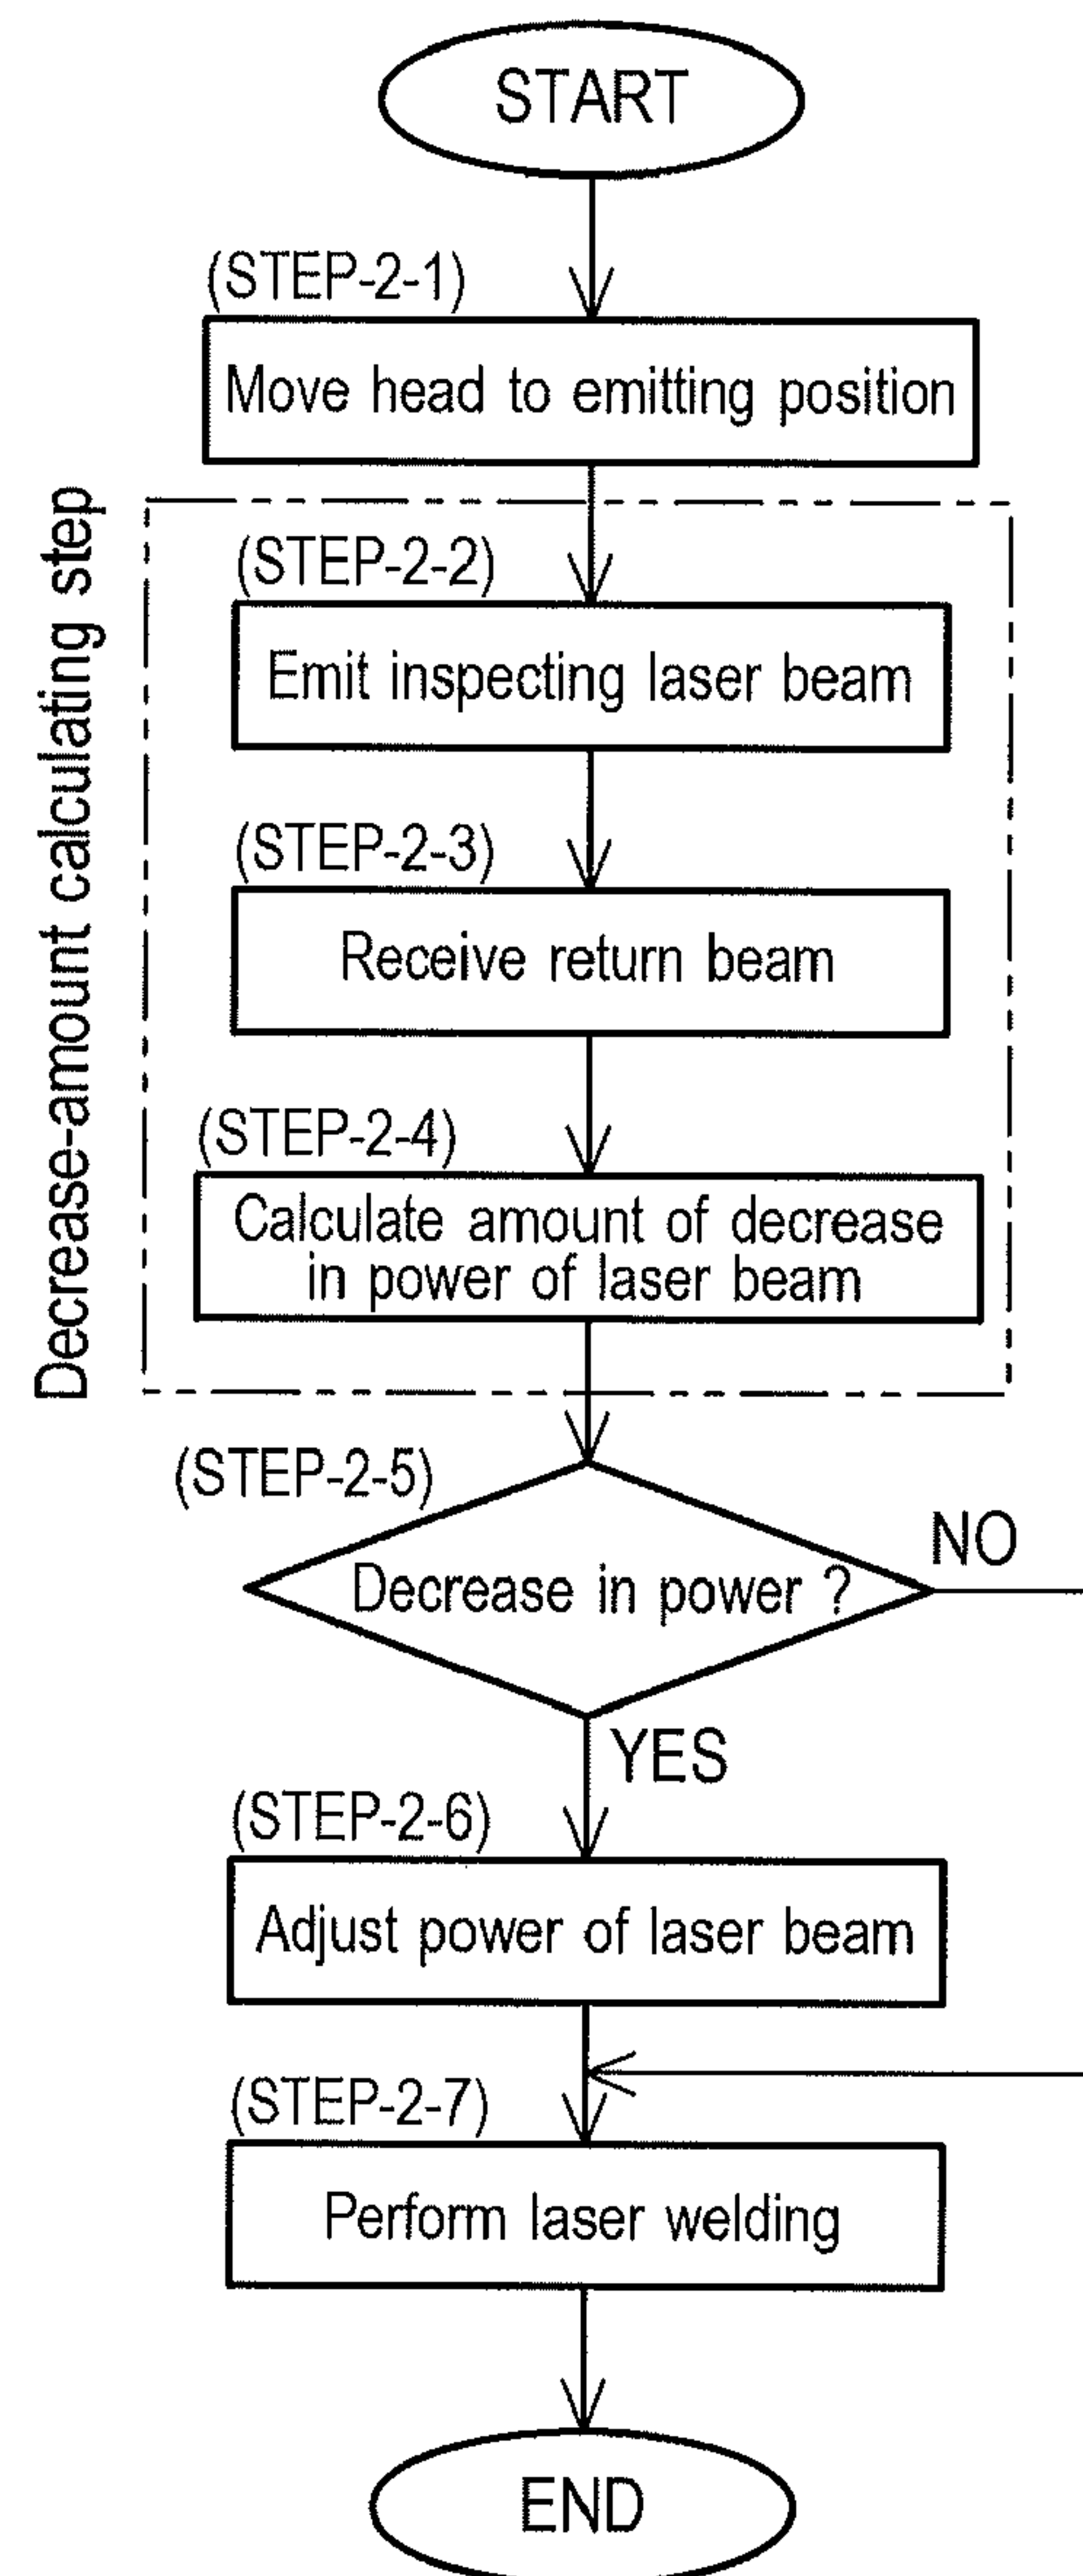 START
(STEP-2-1)
Move head to emitting position
Decrease-amount calculating step
(STEP-2-2)
Emit inspecting laser beam
(STEP-2-3)
Receive return beam
(STEP-2-4)
Calculate amount of decrease
in power of laser beam
(STEP-2-5)
Decrease in power ?
NO
YES
(STEP-2-6)
Adjust power of laser beam
(STEP-2-7)
Perform laser welding
END